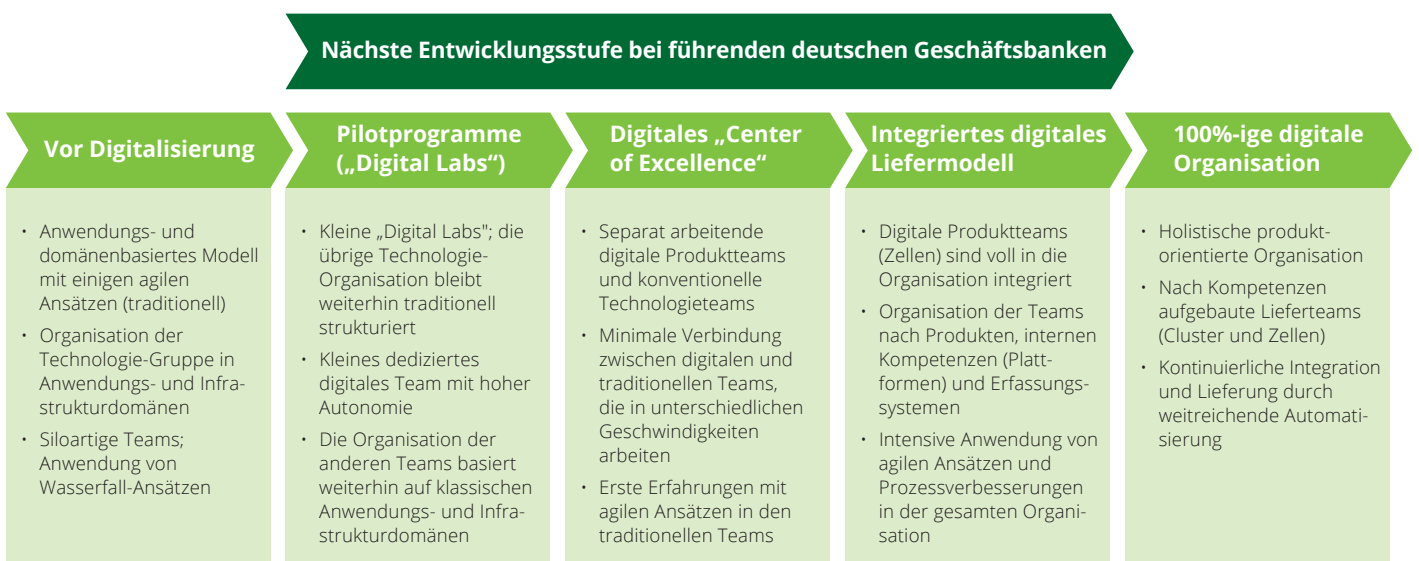 Nächste Entwicklungsstufe bei führenden deutschen Geschäftsbanken
Vor Digitalisierung
• Anwendungs- und
domänenbasiertes Modell
mit einigen agilen
Ansätzen (traditionell)
• Organisation der
Technologie-Gruppe in
Anwendungs- und Infra-
strukturdomänen
• Siloartige Teams;
Anwendung von
Wasserfall-Ansätzen
Pilotprogramme
(„Digital Labs“)
• Kleine „Digital Labs"; die
übrige Technologie-
Organisation bleibt
weiterhin traditionell
strukturiert
• Kleines dediziertes
digitales Team mit hoher
Autonomie
• Die Organisation der
anderen Teams basiert
weiterhin auf klassischen
Anwendungs- und Infra-
strukturdomänen
Digitales „Center
of Excellence“
• Separat arbeitende
digitale Produktteams
und konventionelle
Technologieteams
• Minimale Verbindung
zwischen digitalen und
traditionellen Teams,
die in unterschiedlichen
Geschwindigkeiten
arbeiten
• Erste Erfahrungen mit
agilen Ansätzen in den
traditionellen Teams
Integriertes digitales
Liefermodell
• Digitale Produktteams
(Zellen) sind voll in die
Organisation integriert
• Organisation der Teams
nach Produkten, internen
Kompetenzen (Platt-
formen) und Erfassungs-
systemen
• Intensive Anwendung von
agilen Ansätzen und
Prozessverbesserungen
in der gesamten Organi-
sation
100%-ige digitale
Organisation
• Holistische produkt-
orientierte Organisation
• Nach Kompetenzen
aufgebaute Lieferteams
(Cluster und Zellen)
• Kontinuierliche Integration
und Lieferung durch
weitreichende Automati-
sierung